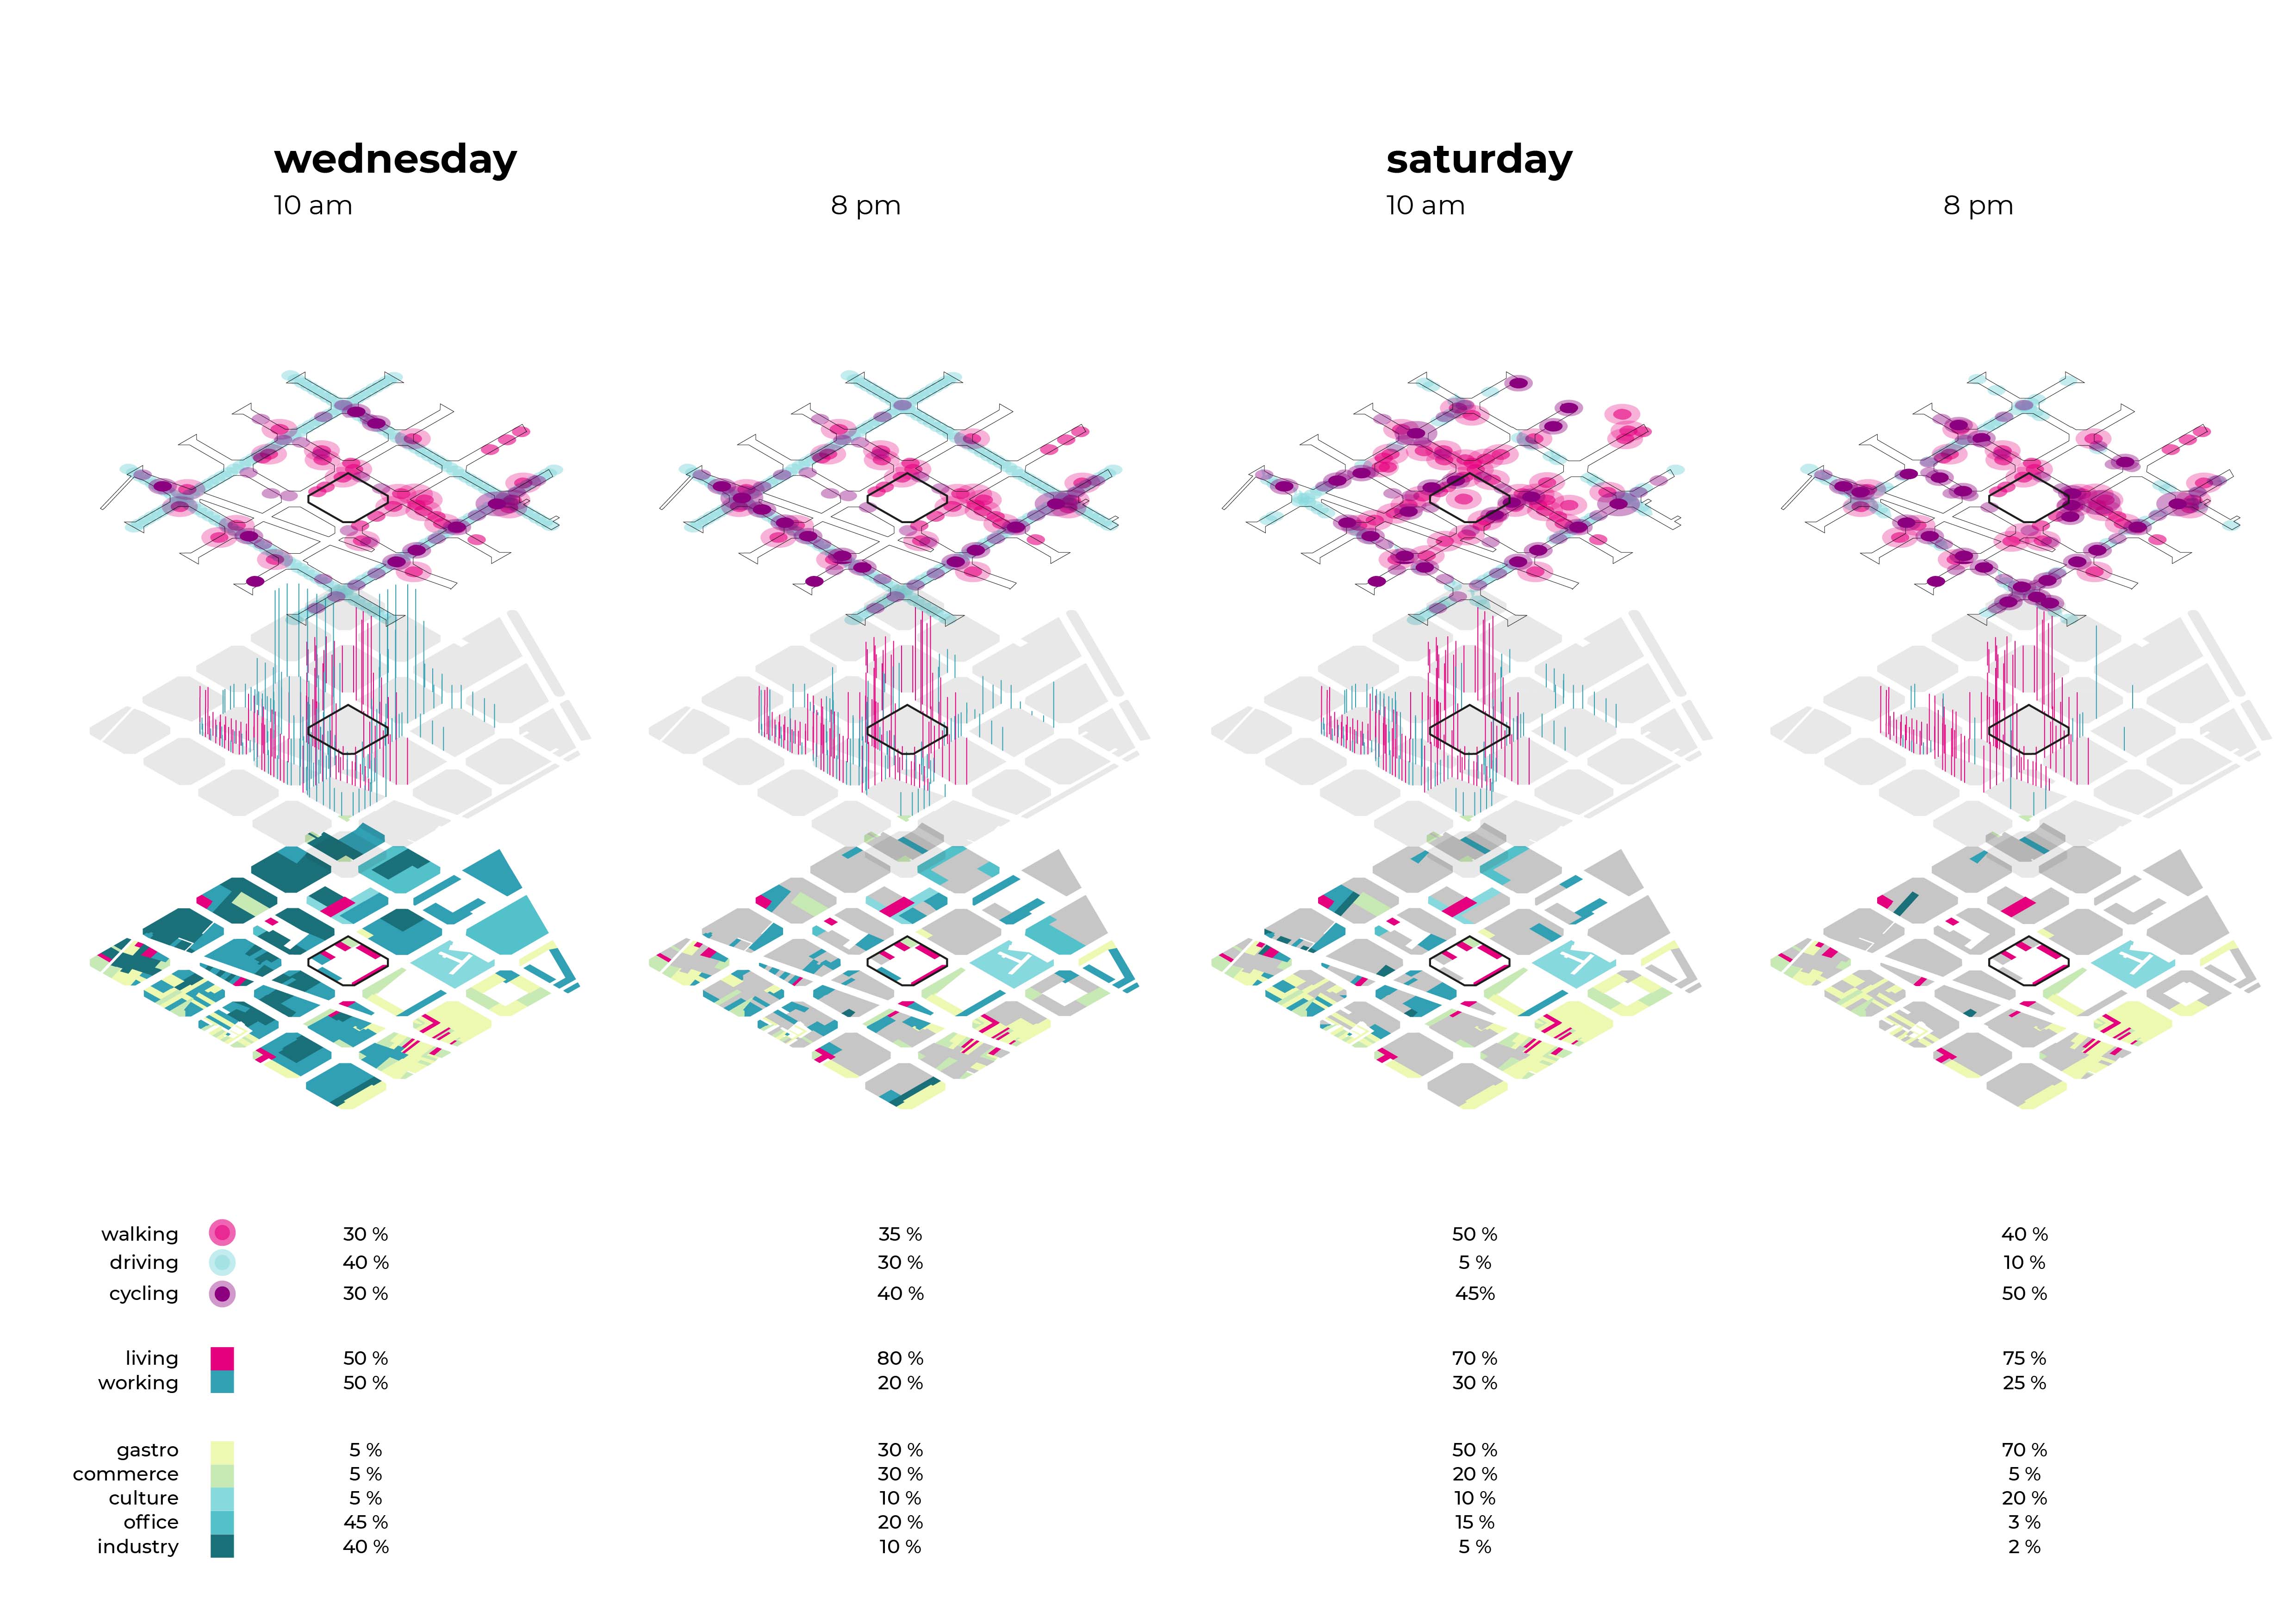 wednesday
saturday
10 am
8 pm
10 am
8 pm
walking 30 % 35 % 50 % 40 %
driving 40 % 30 % 5 % 10 %
cycling 30 % 40 % 45% 50 %
living 50 % 80 % 70 % 75 %
working 50 % 20 % 30 % 25 %
gastro 5 % 30 % 50 % 70 %
commerce 5 % 30 % 20 % 5 %
culture 5 % 10 % 10 % 20 %
office 45 % 20 % 15 % 3 %
industry 40 % 10 % 5 % 2 %